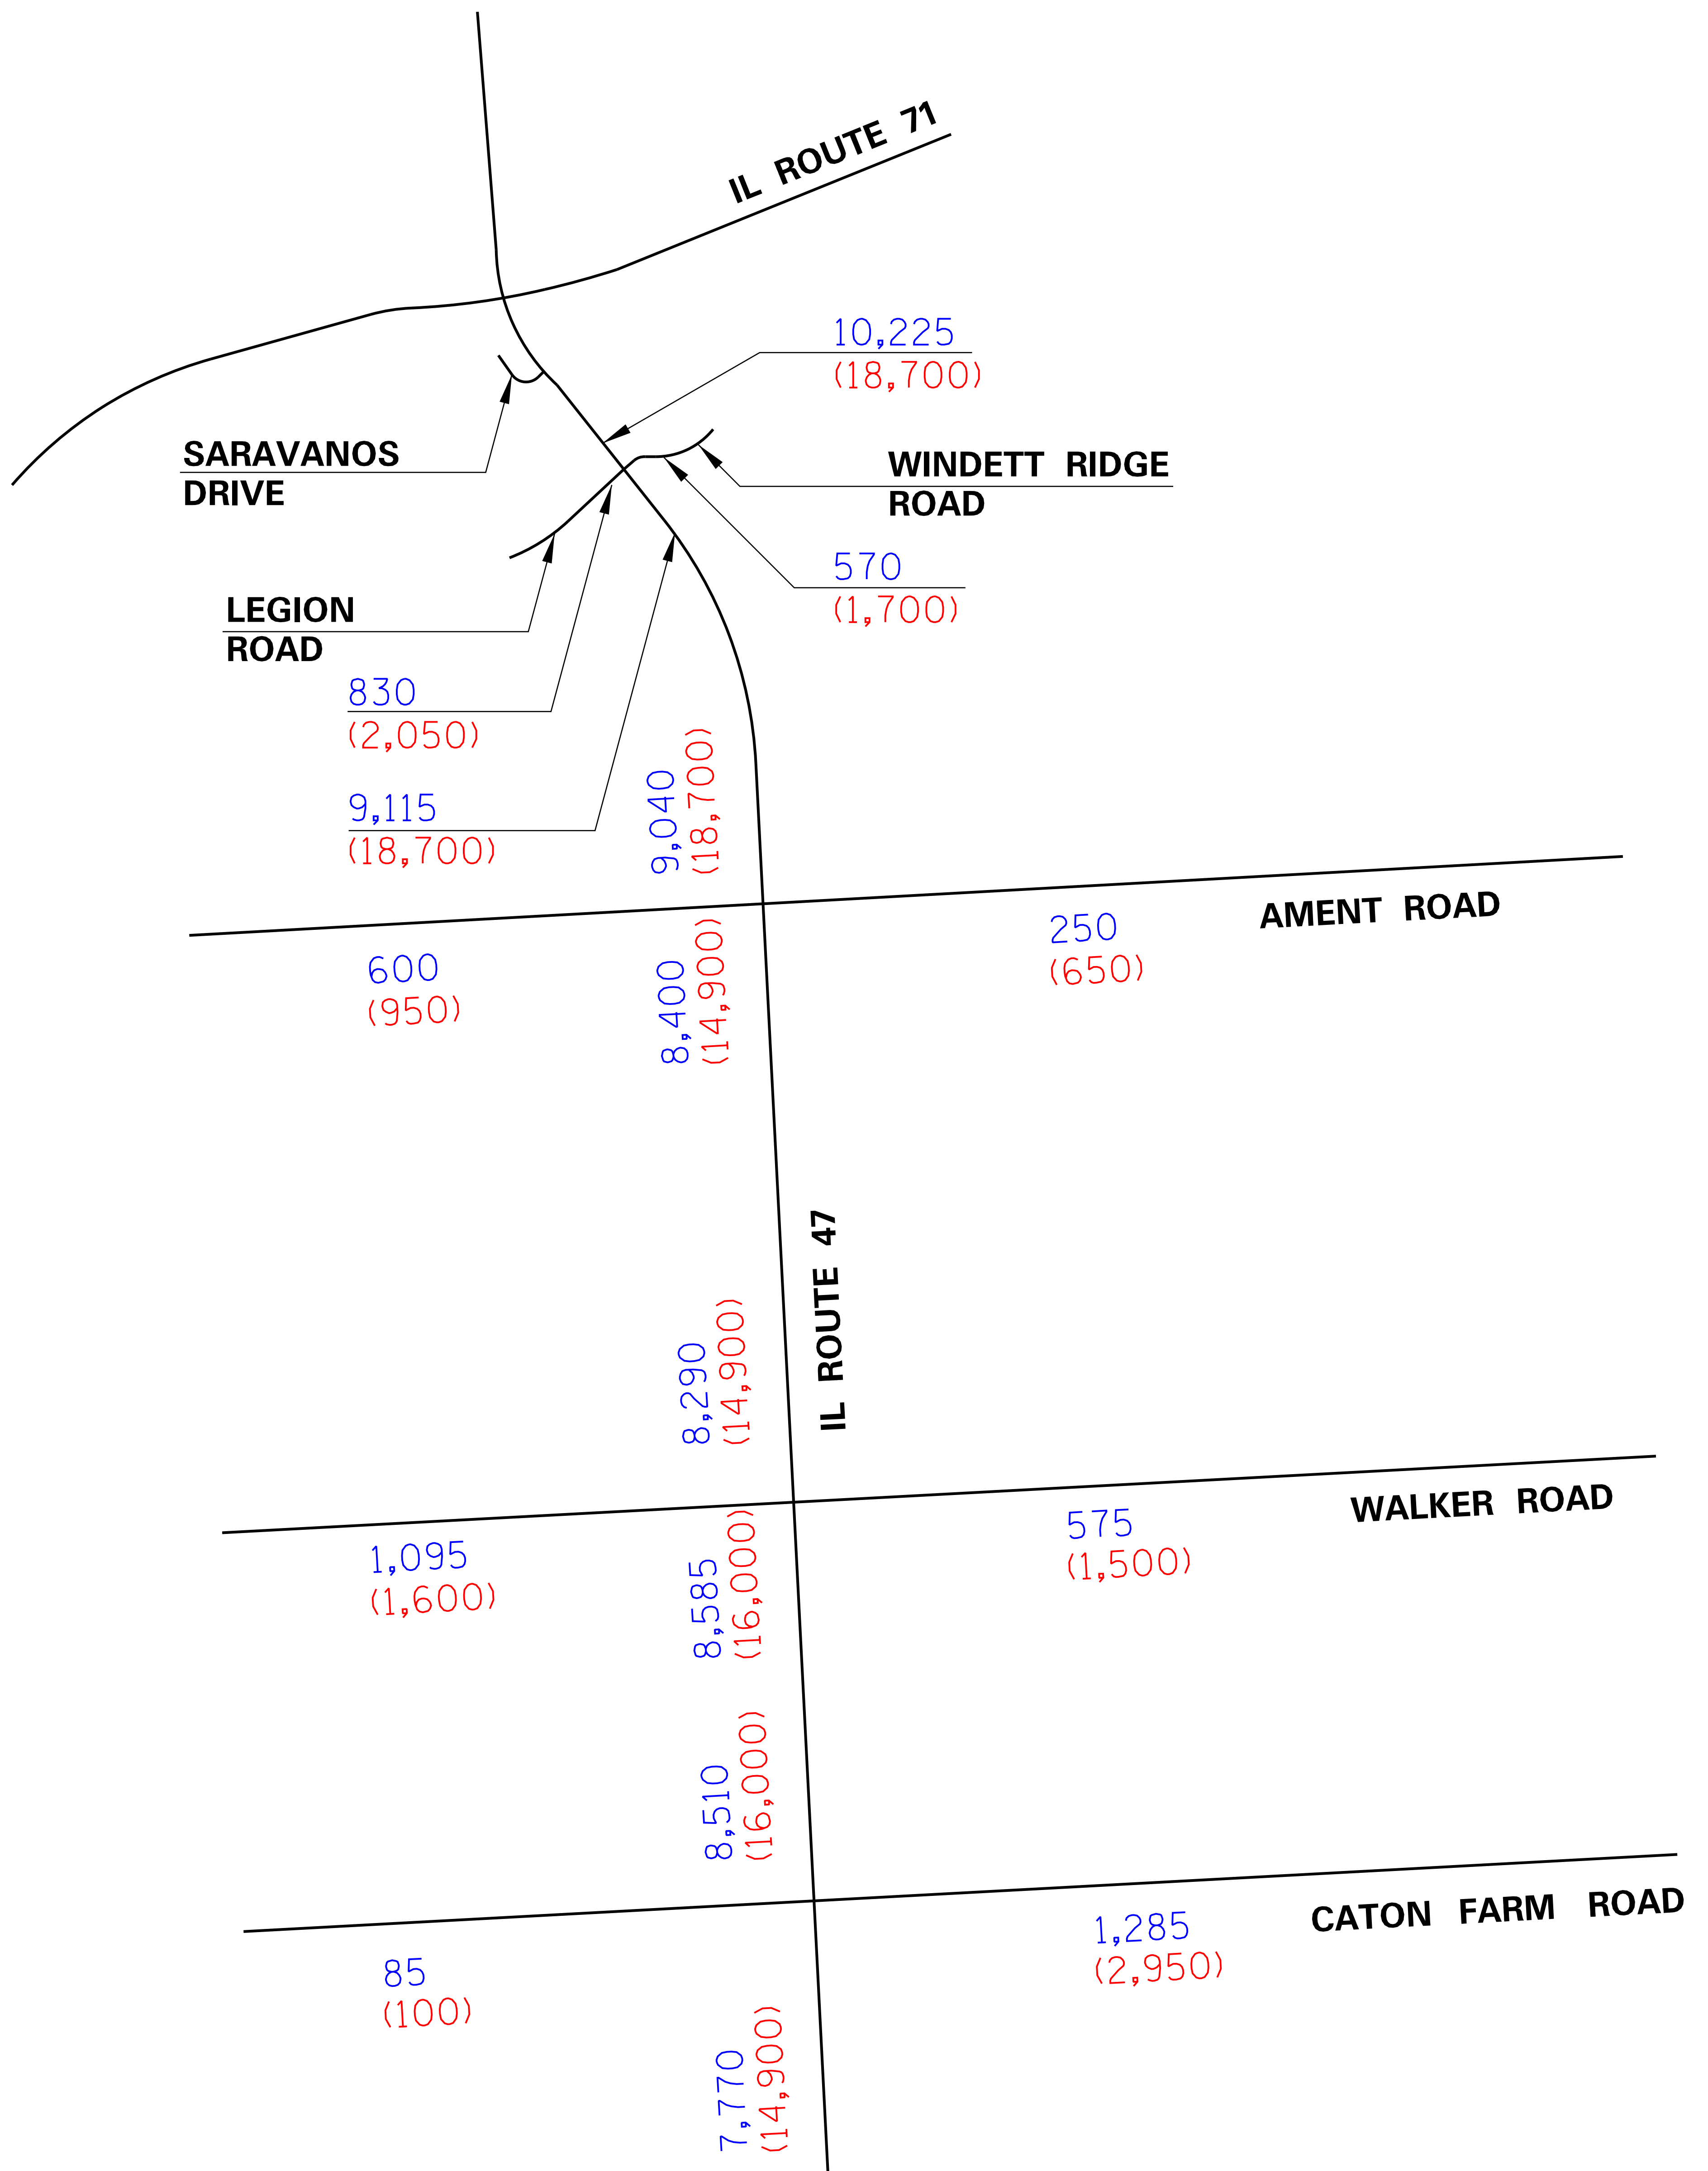 IL ROUTE 71
10,225
(18,700)
SARAVANOS
DRIVE
WINDETT RIDGE
ROAD
570
(1,700)
LEGION
ROAD
830
(2,050)
9,115
(18,700)
9,040
(18,700)
AMENT ROAD
250
(650)
600
(950)
8,400
(14,900)
IL ROUTE 47
8,290
(14,900)
WALKER ROAD
575
(1,500)
1,095
(1,600)
8,585
(16,000)
8,510
(16,000)
CATON FARM ROAD
1,285
(2,950)
85
(100)
7,770
(14,900)